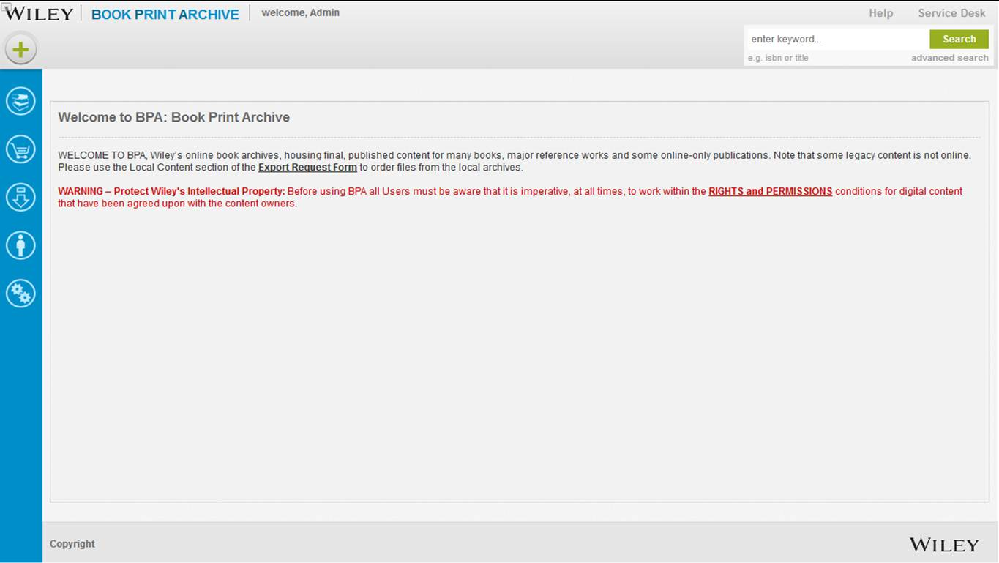 WILEY BOOK PRINT ARCHIVE welcome, Admin Help Service Desk
enter keyword... Search
e.g. isbn or title advanced search
Welcome to BPA: Book Print Archive
WELCOME TO BPA, Wiley's online book archives, housing final, published content for many books, major reference works and some online-only publications. Note that some legacy content is not online.
Please use the Local Content section of the Export Request Form to order files from the local archives.
WARNING – Protect Wiley's Intellectual Property: Before using BPA all Users must be aware that it is imperative, at all times, to work within the RIGHTS and PERMISSIONS conditions for digital content
that have been agreed upon with the content owners.
Copyright WILEY